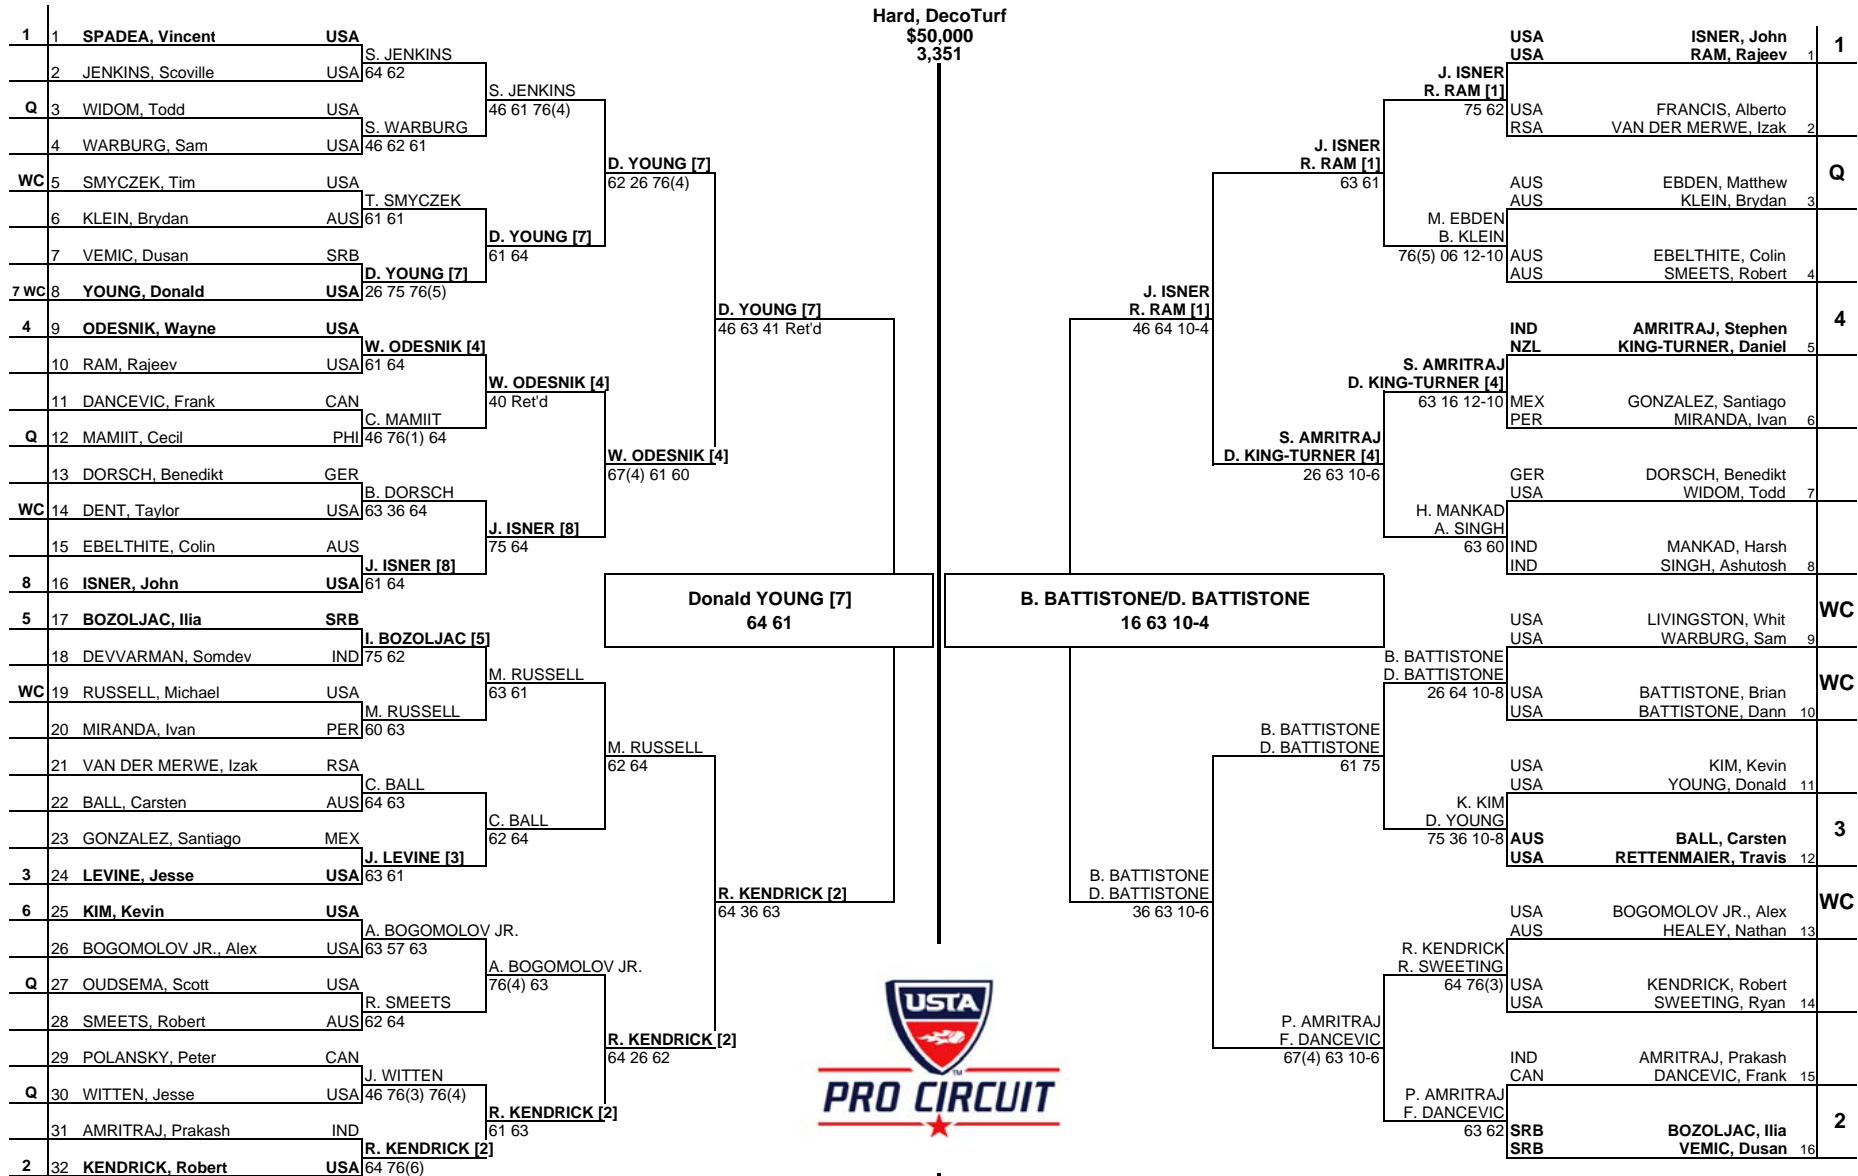 Hard, DecoTurf
$50,000
3,351
1 1 SPADEA, Vincent USA
S. JENKINS
2 JENKINS, Scoville USA 64 62
S. JENKINS
Q 3 WIDOM, Todd USA 46 61 76(4)
S. WARBURG
4 WARBURG, Sam USA 46 62 61
D. YOUNG [7]
WC 5 SMYCZEK, Tim USA 62 26 76(4)
T. SMYCZEK
6 KLEIN, Brydan AUS 61 61
D. YOUNG [7]
7 VEMIC, Dusan SRB 61 64
D. YOUNG [7]
7 WC 8 YOUNG, Donald USA 26 75 76(5)
D. YOUNG [7]
4 9 ODESNIK, Wayne USA 46 63 41 Ret'd
W. ODESNIK [4]
10 RAM, Rajeev USA 61 64
W. ODESNIK [4]
11 DANCEVIC, Frank CAN 40 Ret'd
C. MAMIIT
Q 12 MAMIIT, Cecil PHI 46 76(1) 64
W. ODESNIK [4]
13 DORSCH, Benedikt GER 67(4) 61 60
B. DORSCH
WC 14 DENT, Taylor USA 63 36 64
J. ISNER [8]
15 EBELTHITE, Colin AUS 75 64
J. ISNER [8]
8 16 ISNER, John USA 61 64
Donald YOUNG [7]
64 61
5 17 BOZOLJAC, Ilia SRB
I. BOZOLJAC [5]
18 DEVVARMAN, Somdev IND 75 62
M. RUSSELL
WC 19 RUSSELL, Michael USA 63 61
M. RUSSELL
20 MIRANDA, Ivan PER 60 63
M. RUSSELL
21 VAN DER MERWE, Izak RSA 62 64
C. BALL
22 BALL, Carsten AUS 64 63
C. BALL
23 GONZALEZ, Santiago MEX 62 64
J. LEVINE [3]
3 24 LEVINE, Jesse USA 63 61
R. KENDRICK [2]
6 25 KIM, Kevin USA 64 36 63
A. BOGOMOLOV JR.
26 BOGOMOLOV JR., Alex USA 63 57 63
A. BOGOMOLOV JR.
Q 27 OUDSEMA, Scott USA 76(4) 63
R. SMEETS
28 SMEETS, Robert AUS 62 64
R. KENDRICK [2]
29 POLANSKY, Peter CAN 64 26 62
J. WITTEN
Q 30 WITTEN, Jesse USA 46 76(3) 76(4)
R. KENDRICK [2]
31 AMRITRAJ, Prakash IND 61 63
R. KENDRICK [2]
2 32 KENDRICK, Robert USA 64 76(6)
USA ISNER, John 1
USA RAM, Rajeev 1
J. ISNER
R. RAM [1]
75 62 USA FRANCIS, Alberto
RSA VAN DER MERWE, Izak 2
J. ISNER
R. RAM [1]
63 61
AUS EBDEN, Matthew Q
AUS KLEIN, Brydan 3
M. EBDEN
B. KLEIN
76(5) 06 12-10 AUS EBELTHITE, Colin
AUS SMEETS, Robert 4
J. ISNER
R. RAM [1]
46 64 10-4
IND AMRITRAJ, Stephen 4
NZL KING-TURNER, Daniel 5
S. AMRITRAJ
D. KING-TURNER [4]
63 16 12-10 MEX GONZALEZ, Santiago
PER MIRANDA, Ivan 6
S. AMRITRAJ
D. KING-TURNER [4]
26 63 10-6
GER DORSCH, Benedikt
USA WIDOM, Todd 7
H. MANKAD
A. SINGH
63 60 IND MANKAD, Harsh
IND SINGH, Ashutosh 8
B. BATTISTONE/D. BATTISTONE
16 63 10-4
USA LIVINGSTON, Whit WC
USA WARBURG, Sam 9
B. BATTISTONE
D. BATTISTONE
26 64 10-8 USA BATTISTONE, Brian WC
USA BATTISTONE, Dann 10
B. BATTISTONE
D. BATTISTONE
61 75
USA KIM, Kevin
USA YOUNG, Donald 11
K. KIM
D. YOUNG
75 36 10-8 AUS BALL, Carsten 3
USA RETTENMAIER, Travis 12
B. BATTISTONE
D. BATTISTONE
36 63 10-6
USA BOGOMOLOV JR., Alex WC
AUS HEALEY, Nathan 13
R. KENDRICK
R. SWEETING
64 76(3) USA KENDRICK, Robert
USA SWEETING, Ryan 14
P. AMRITRAJ
F. DANCEVIC
67(4) 63 10-6
IND AMRITRAJ, Prakash
CAN DANCEVIC, Frank 15
P. AMRITRAJ
F. DANCEVIC
63 62 SRB BOZOLJAC, Ilia 2
SRB VEMIC, Dusan 16
USTA
TM
PRO CIRCUIT